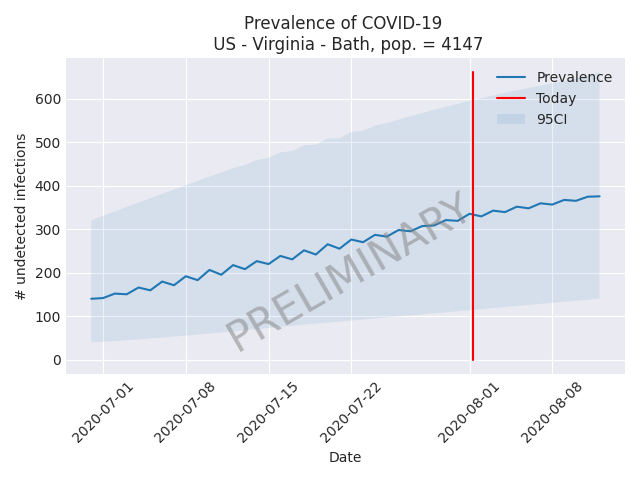 Prevalence of COVID-19
US - Virginia - Bath, pop. = 4147
Prevalence
Today
95CI
# undetected infections
600
500
400
300
200
100
0
PRELIMINARY
2020-07-01
2020-07-08
2020-07-15
2020-07-22
2020-08-01
2020-08-08
Date